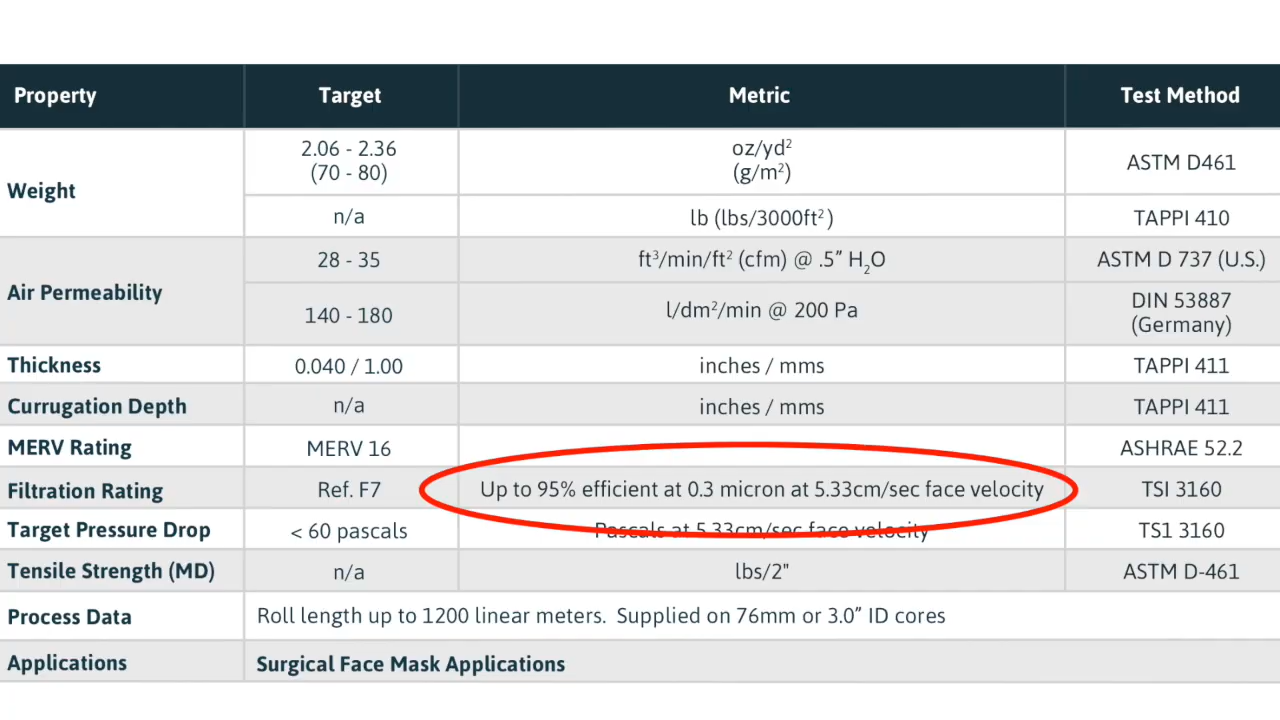 Property Target Metric Test Method
Weight
2.06 - 2.36
(70 - 80)
oz/yd²
(g/m²)
ASTM D461
n/a lb (lbs/3000ft²) TAPPI 410
Air Permeability
28 - 35 ft³/min/ft² (cfm) @ .5” H₂O ASTM D 737 (U.S.)
140 - 180 l/dm²/min @ 200 Pa
DIN 53887
(Germany)
Thickness 0.040 / 1.00 inches / mms TAPPI 411
Currugation Depth n/a inches / mms TAPPI 411
MERV Rating MERV 16 ASHRAE 52.2
Filtration Rating Ref. F7 Up to 95% efficient at 0.3 micron at 5.33cm/sec face velocity TSI 3160
Target Pressure Drop < 60 pascals Pascals at 5.33cm/sec face velocity TS1 3160
Tensile Strength (MD) n/a lbs/2" ASTM D-461
Process Data Roll length up to 1200 linear meters. Supplied on 76mm or 3.0” ID cores
Applications Surgical Face Mask Applications